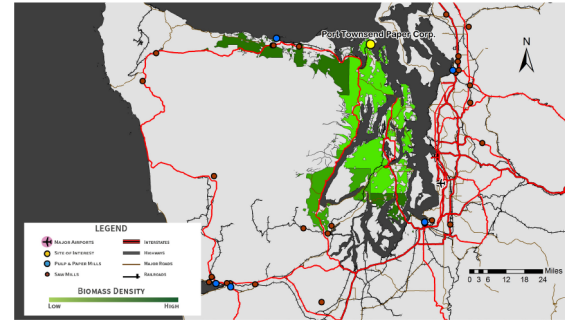 Port Townsend Paper Corp.
N
LEGEND
MAJOR AIRPORTS
INTERSTATES
SITE OF INTEREST
HIGHWAYS
PULP & PAPER MILLS
MAJOR ROADS
SAW MILLS
RAILROADS
BIOMASS DENSITY
LOW HIGH
0 3 6 12 18 24
Miles